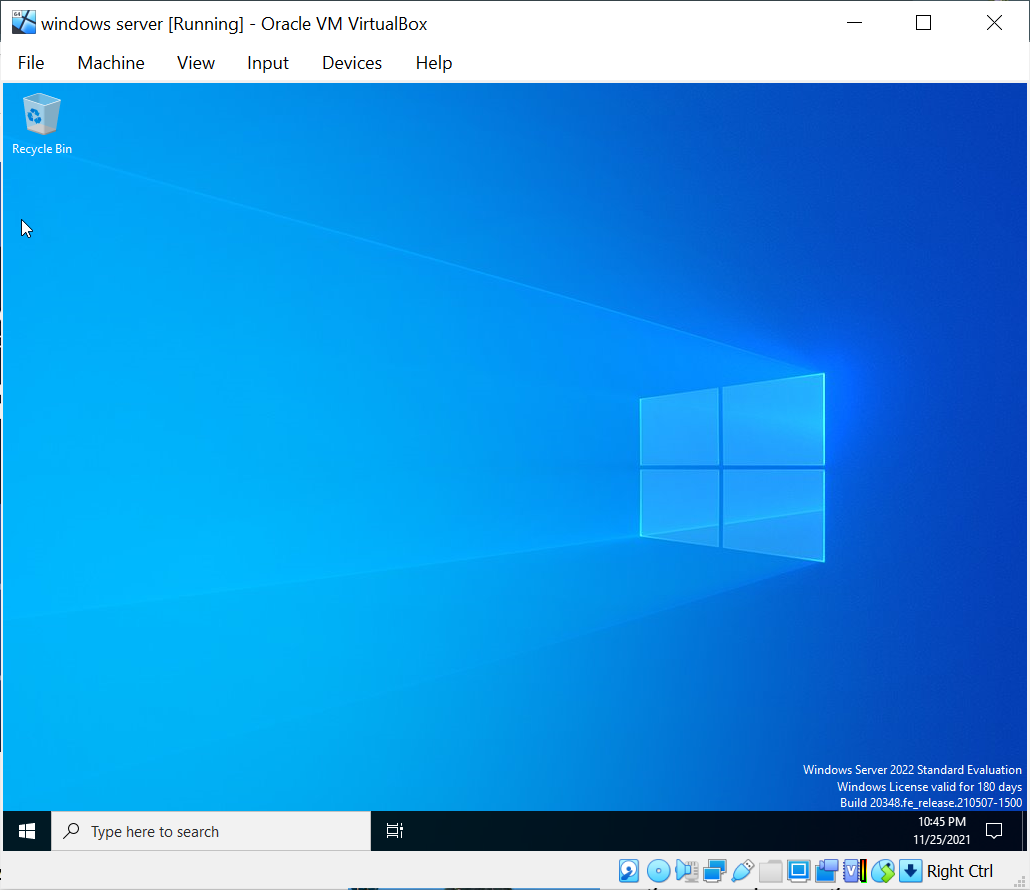 windows server [Running] - Oracle VM VirtualBox
File Machine View Input Devices Help
Recycle Bin
Windows Server 2022 Standard Evaluation
Windows License valid for 180 days
Build 20348.fe_release.210507-1500
Type here to search
10:45 PM
11/25/2021
Right Ctrl